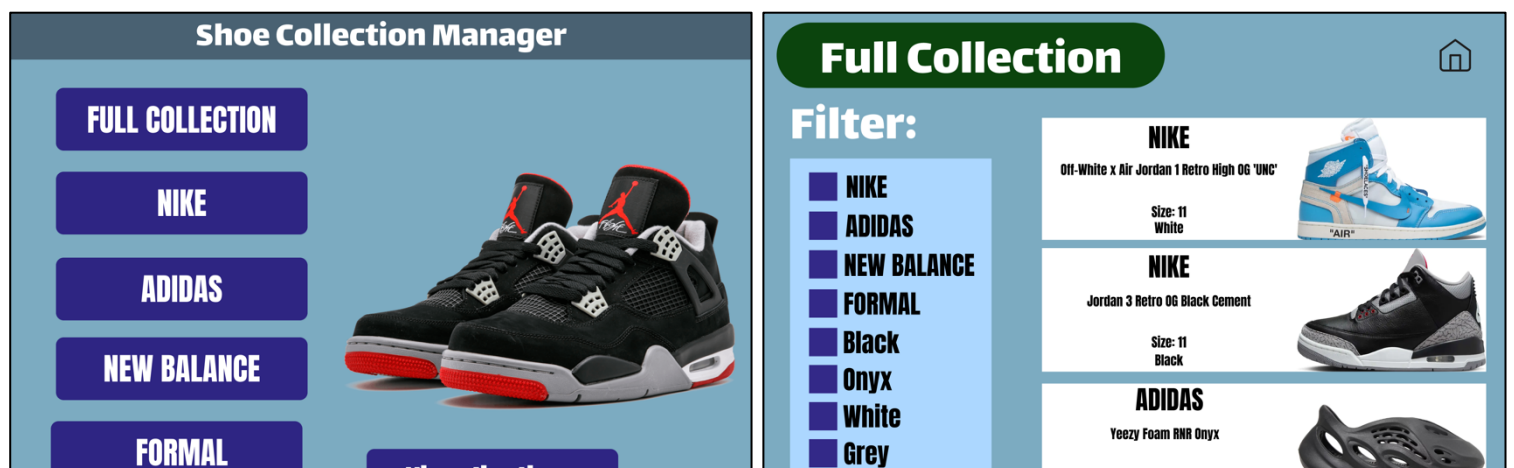 Shoe Collection Manager
FULL COLLECTION
NIKE
ADIDAS
NEW BALANCE
FORMAL
Full Collection
Filter:
NIKE
ADIDAS
NEW BALANCE
FORMAL
Black
Onyx
White
Grey
NIKE
Off-White x Air Jordan 1 Retro High OG 'UNC'
Size: 11
White
"AIR"
NIKE
Jordan 3 Retro OG Black Cement
Size: 11
Black
ADIDAS
Yeezy Foam RNR Onyx